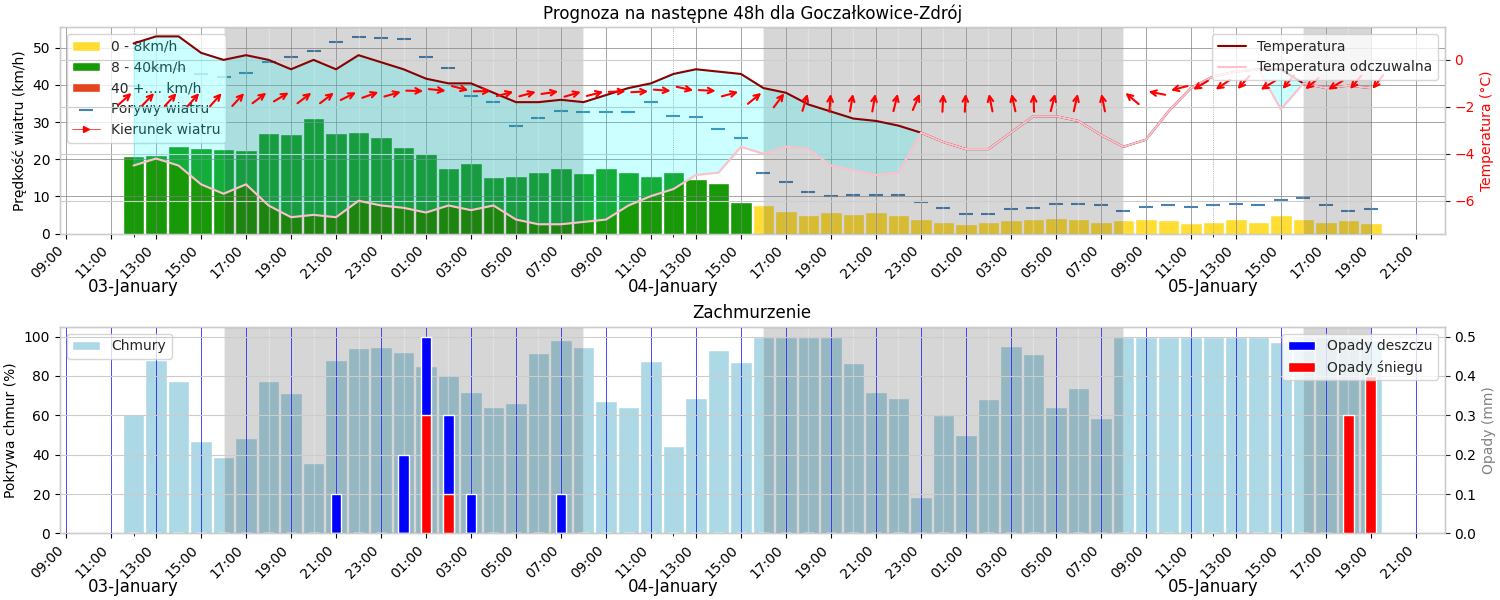 Prognoza na następne 48h dla Goczałkowice-Zdrój
Prędkość wiatru (km/h)
50
40
30
20
10
0
0 - 8km/h
8 - 40km/h
40 +.... km/h
Porywy wiatru
Kierunek wiatru
Temperatura
Temperatura odczuwalna
0
−2
−4
−6
Temperatura (°C)
09:00 11:00 13:00 15:00 17:00 19:00 21:00 23:00 01:00 03:00 05:00 07:00 09:00 11:00 13:00 15:00 17:00 19:00 21:00 23:00 01:00 03:00 05:00 07:00 09:00 11:00 13:00 15:00 17:00 19:00 21:00
03-January 04-January 05-January
Zachmurzenie
Pokrywa chmur (%)
100
80
60
40
20
0
Chmury
Opady deszczu
Opady śniegu
0.5
0.4
0.3
0.2
0.1
0.0
Opady (mm)
09:00 11:00 13:00 15:00 17:00 19:00 21:00 23:00 01:00 03:00 05:00 07:00 09:00 11:00 13:00 15:00 17:00 19:00 21:00 23:00 01:00 03:00 05:00 07:00 09:00 11:00 13:00 15:00 17:00 19:00 21:00
03-January 04-January 05-January